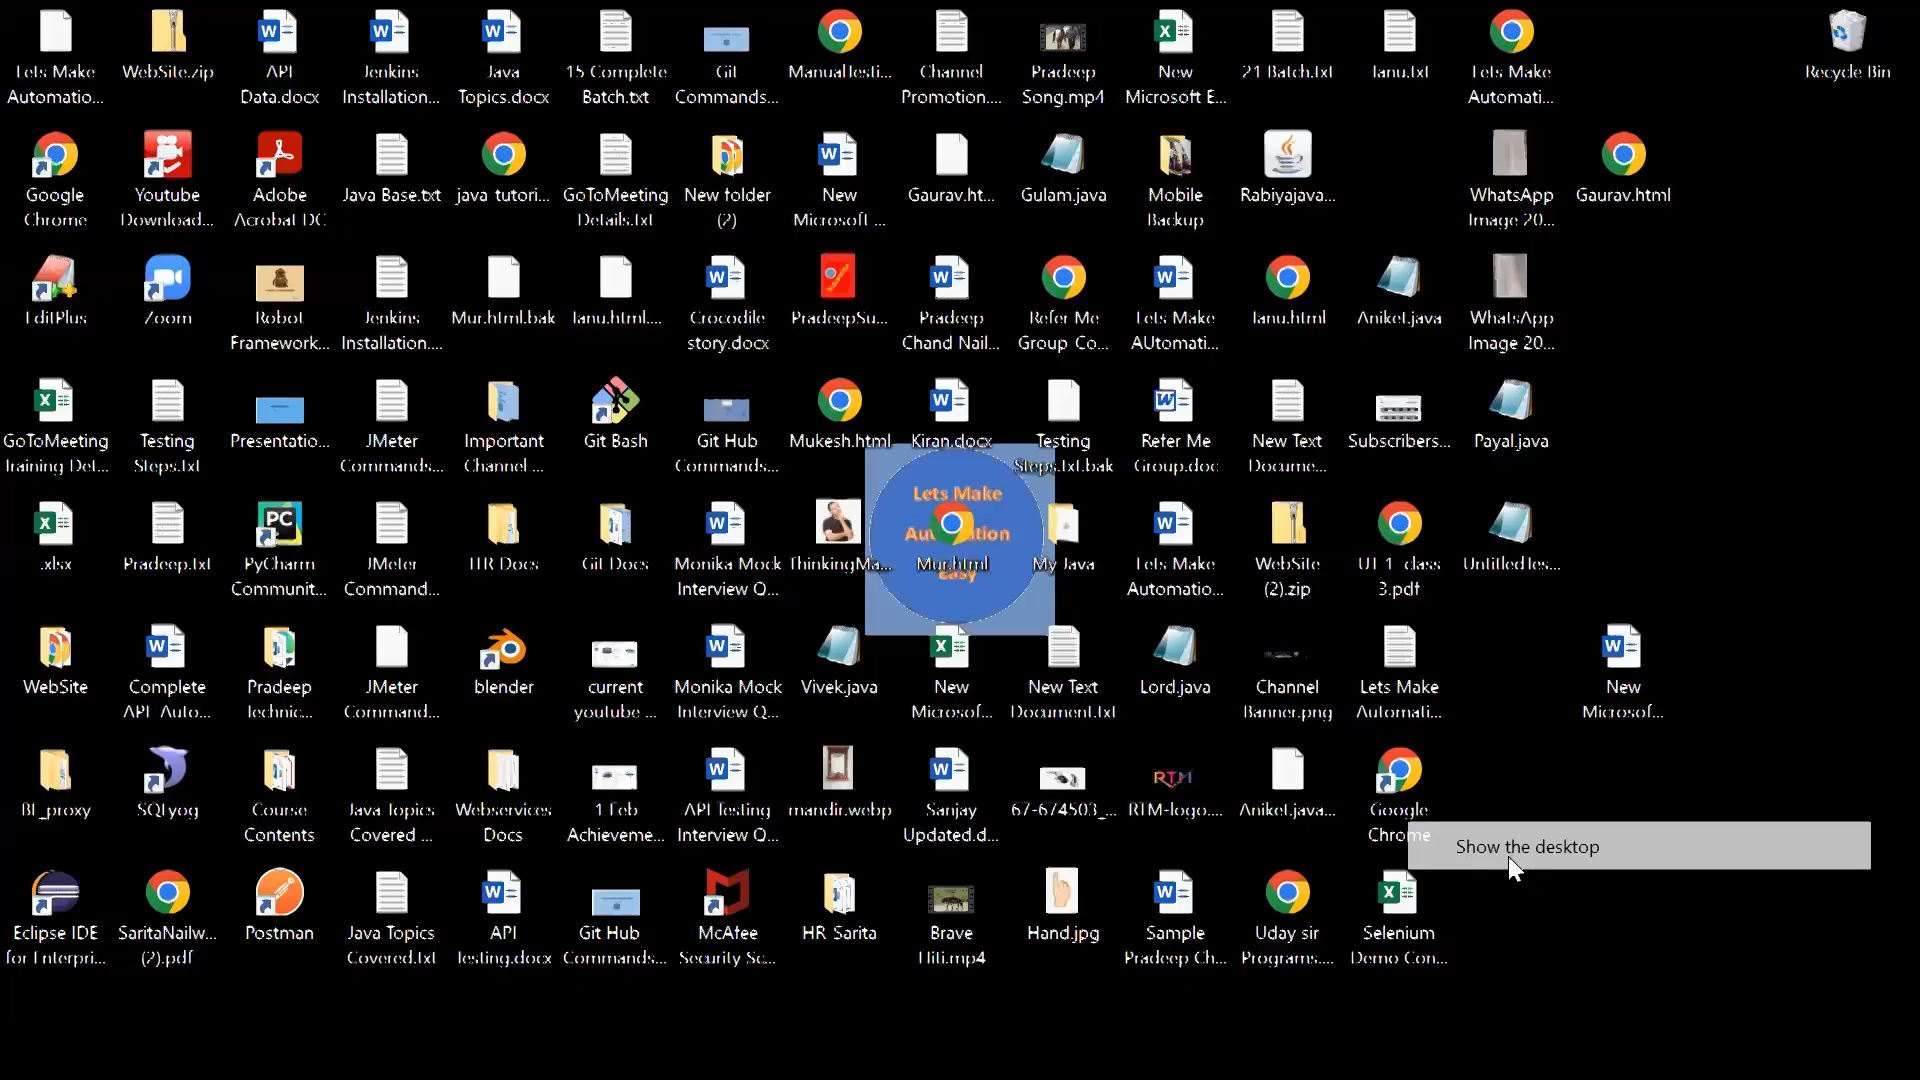 Lets Make
Automatio...
WebSite.zip
API
Data.docx
Jenkins
Installation...
Java
Topics.docx
15 Complete
Batch.txt
Git
Commands...
ManualTesti...
Channel
Promotion....
Pradeep
Song.mp4
New
Microsoft E...
21 Batch.txt
Tanu.txt
Lets Make
Automati...
Recycle Bin
Google
Chrome
Youtube
Download...
Adobe
Acrobat DC
Java Base.txt
java tutori...
GoToMeeting
Details.txt
New folder
(2)
New
Microsoft ...
Gaurav.ht...
Gulam.java
Mobile
Backup
Rabiyajava...
WhatsApp
Image 20...
Gaurav.html
EditPlus
Zoom
Robot
Framework...
Jenkins
Installation....
Mur.html.bak
Tanu.html....
Crocodile
story.docx
PradeepSu...
Pradeep
Chand Nail...
Refer Me
Group Co...
Lets Make
AUtomati...
Tanu.html
Aniket.java
WhatsApp
Image 20...
GoToMeeting
Training Det...
Testing
Steps.txt
Presentatio...
JMeter
Commands...
Important
Channel ...
Git Bash
Git Hub
Commands...
Mukesh.html
Kiran.docx
Testing
Steps.txt.bak
Refer Me
Group.doc
New Text
Docume...
Subscribers...
Payal.java
.xlsx
Pradeep.txt
PC
PyCharm
Communit...
JMeter
Command...
ITR Docs
Git Docs
Monika Mock
Interview Q...
ThinkingMa...
Lets Make
Easy
Mur.html
My Java
Lets Make
Automatio...
WebSite
(2).zip
UT 1 class
3.pdf
UntitledTes...
WebSite
Complete
API Auto...
Pradeep
Technic...
JMeter
Command...
blender
current
youtube ...
Monika Mock
Interview Q...
Vivek.java
New
Microsof...
New Text
Document.txt
Lord.java
Channel
Banner.png
Lets Make
Automati...
New
Microsof...
BI_proxy
SQLyog
Course
Contents
Java Topics
Covered ...
Webservices
Docs
1 Feb
Achieveme...
API Testing
Interview Q...
mandir.webp
Sanjay
Updated.d...
67-674503_...
RTM
RTM-logo....
Aniket.java...
Google
Chrome
Show the desktop
Eclipse IDE
for Enterpri...
SaritaNailw...
(2).pdf
Postman
Java Topics
Covered.txt
API
Testing.docx
Git Hub
Commands...
McAfee
Security Sc...
HR Sarita
Brave
Hiti.mp4
Hand.jpg
Sample
Pradeep Ch...
Uday sir
Programs....
Selenium
Demo Con...